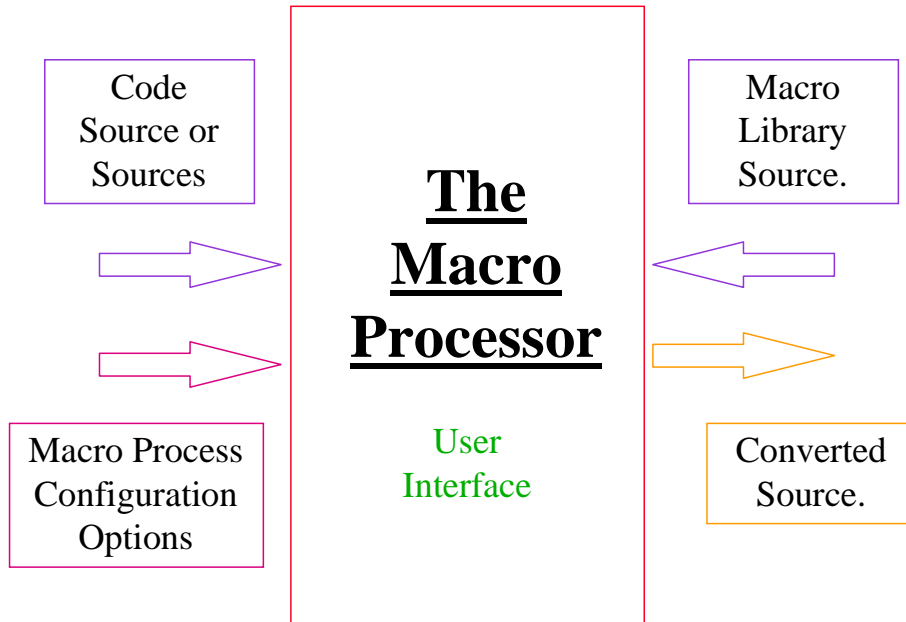 Code
Source or
Sources
Macro
Library
Source.
The
Macro
Processor
Macro Process
Configuration
Options
User
Interface
Converted
Source.